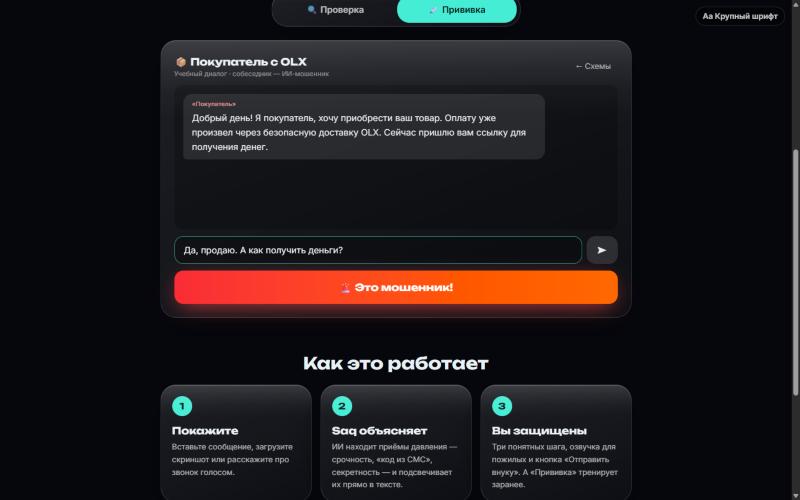 Проверка
Прививка
Аа Крупный шрифт
Покупатель с OLX
Учебный диалог · собеседник — ИИ-мошенник
← Схемы
«Покупатель»
Добрый день! Я покупатель, хочу приобрести ваш товар. Оплату уже
произвел через безопасную доставку OLX. Сейчас пришлю вам ссылку для
получения денег.
Да, продаю. А как получить деньги?
Это мошенник!
Как это работает
1
Покажите
Вставьте сообщение, загрузите
скриншот или расскажите про
звонок голосом.
2
Saq объясняет
ИИ находит приёмы давления —
срочность, «код из СМС»,
секретность — и подсвечивает
их прямо в тексте.
3
Вы защищены
Три понятных шага, озвучка для
пожилых и кнопка «Отправить
внуку». А «Прививка» тренирует
заранее.